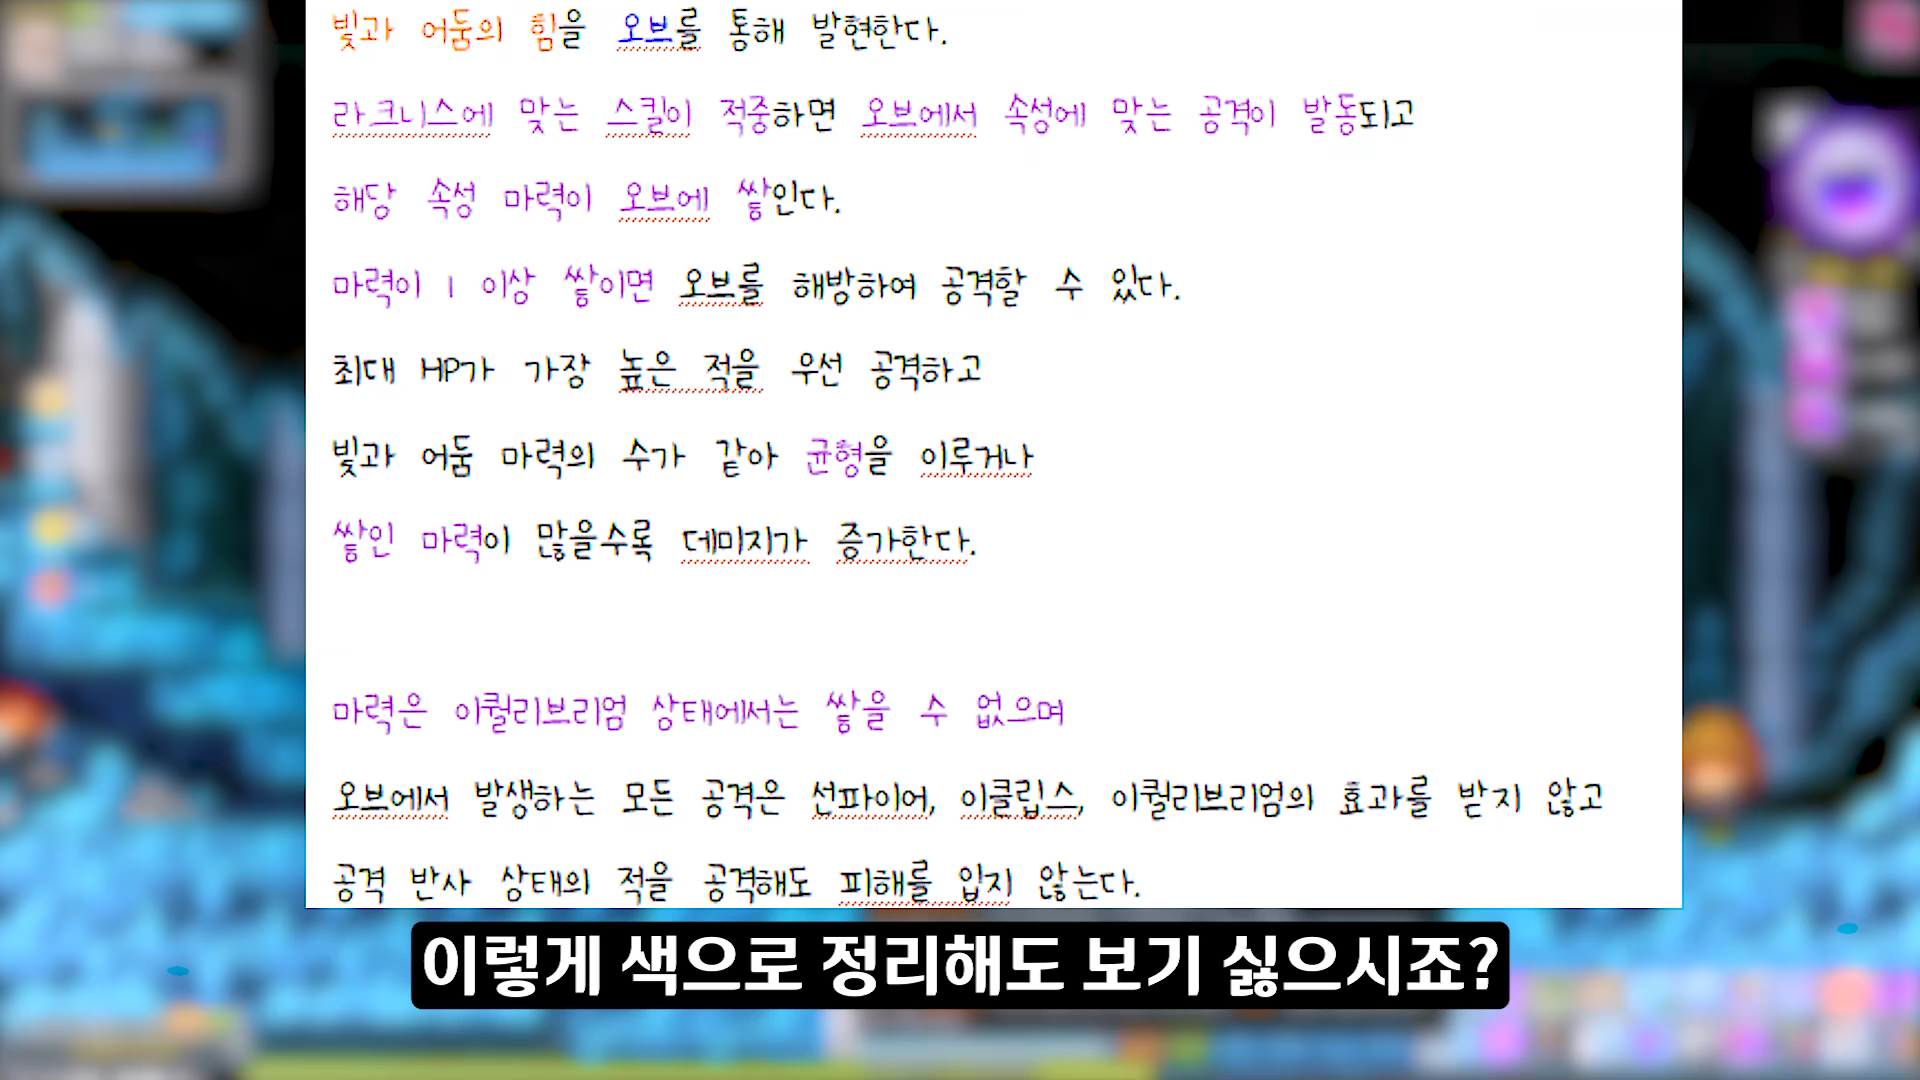 빛과 어둠의 힘을 오브를 통해 발현한다.
라크니스에 맞는 스킬이 적중하면 오브에서 속성에 맞는 공격이 발동되고
해당 속성 마력이 오브에 쌓인다.
마력이 1 이상 쌓이면 오브를 해방하여 공격할 수 있다.
최대 HP가 가장 높은 적을 우선 공격하고
빛과 어둠 마력의 수가 같아 균형을 이루거나
쌓인 마력이 많을수록 데미지가 증가한다.
마력은 이퀄리브리엄 상태에서는 쌓을 수 없으며
오브에서 발생하는 모든 공격은 선파이어, 이클립스, 이퀄리브리엄의 효과를 받지 않고
공격 반사 상태의 적을 공격해도 피해를 입지 않는다.
이렇게 색으로 정리해도 보기 싫으시죠?